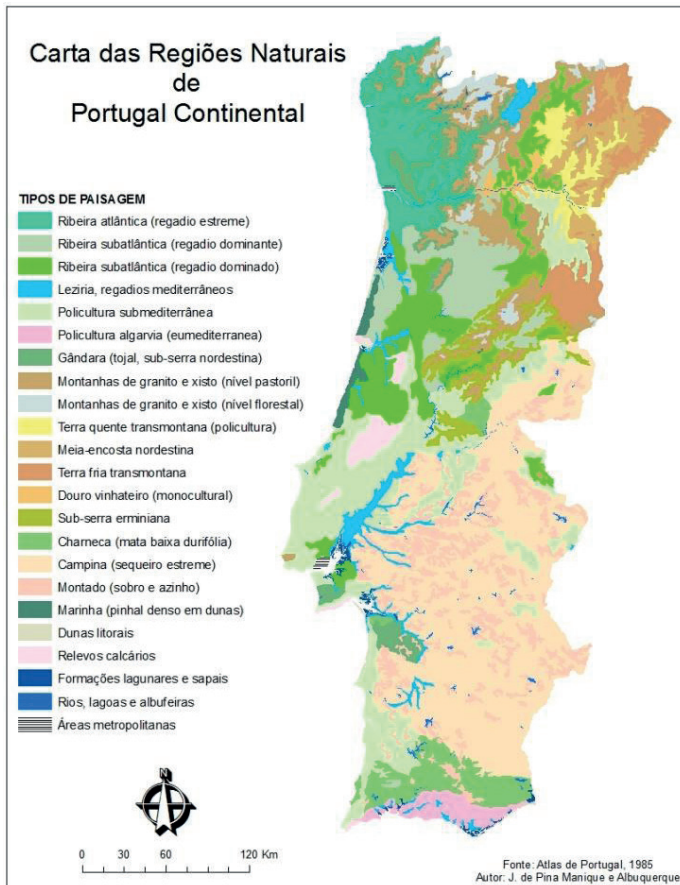 Carta das Regiões Naturais
de
Portugal Continental
TIPOS DE PAISAGEM
Ribeira atlântica (regadio estreme)
Ribeira subatlântica (regadio dominante)
Ribeira subatlântica (regadio dominado)
Leziria, regadios mediterrâneos
Policultura submediterrânea
Policultura algarvia (eumediterranea)
Gândara (tojal, sub-serra nordestina)
Montanhas de granito e xisto (nível pastoril)
Montanhas de granito e xisto (nível florestal)
Terra quente transmontana (policultura)
Meia-encosta nordestina
Terra fria transmontana
Douro vinhateiro (monocultural)
Sub-serra erminiana
Charneca (mata baixa durifólia)
Campina (sequeiro estreme)
Montado (sobro e azinho)
Marinha (pinhal denso em dunas)
Dunas litorais
Relevos calcários
Formações lagunares e sapais
Rios, lagoas e albufeiras
Áreas metropolitanas
N
0 30 60 120 Km
Fonte: Atlas de Portugal, 1985
Autor: J. de Pina Manique e Albuquerque